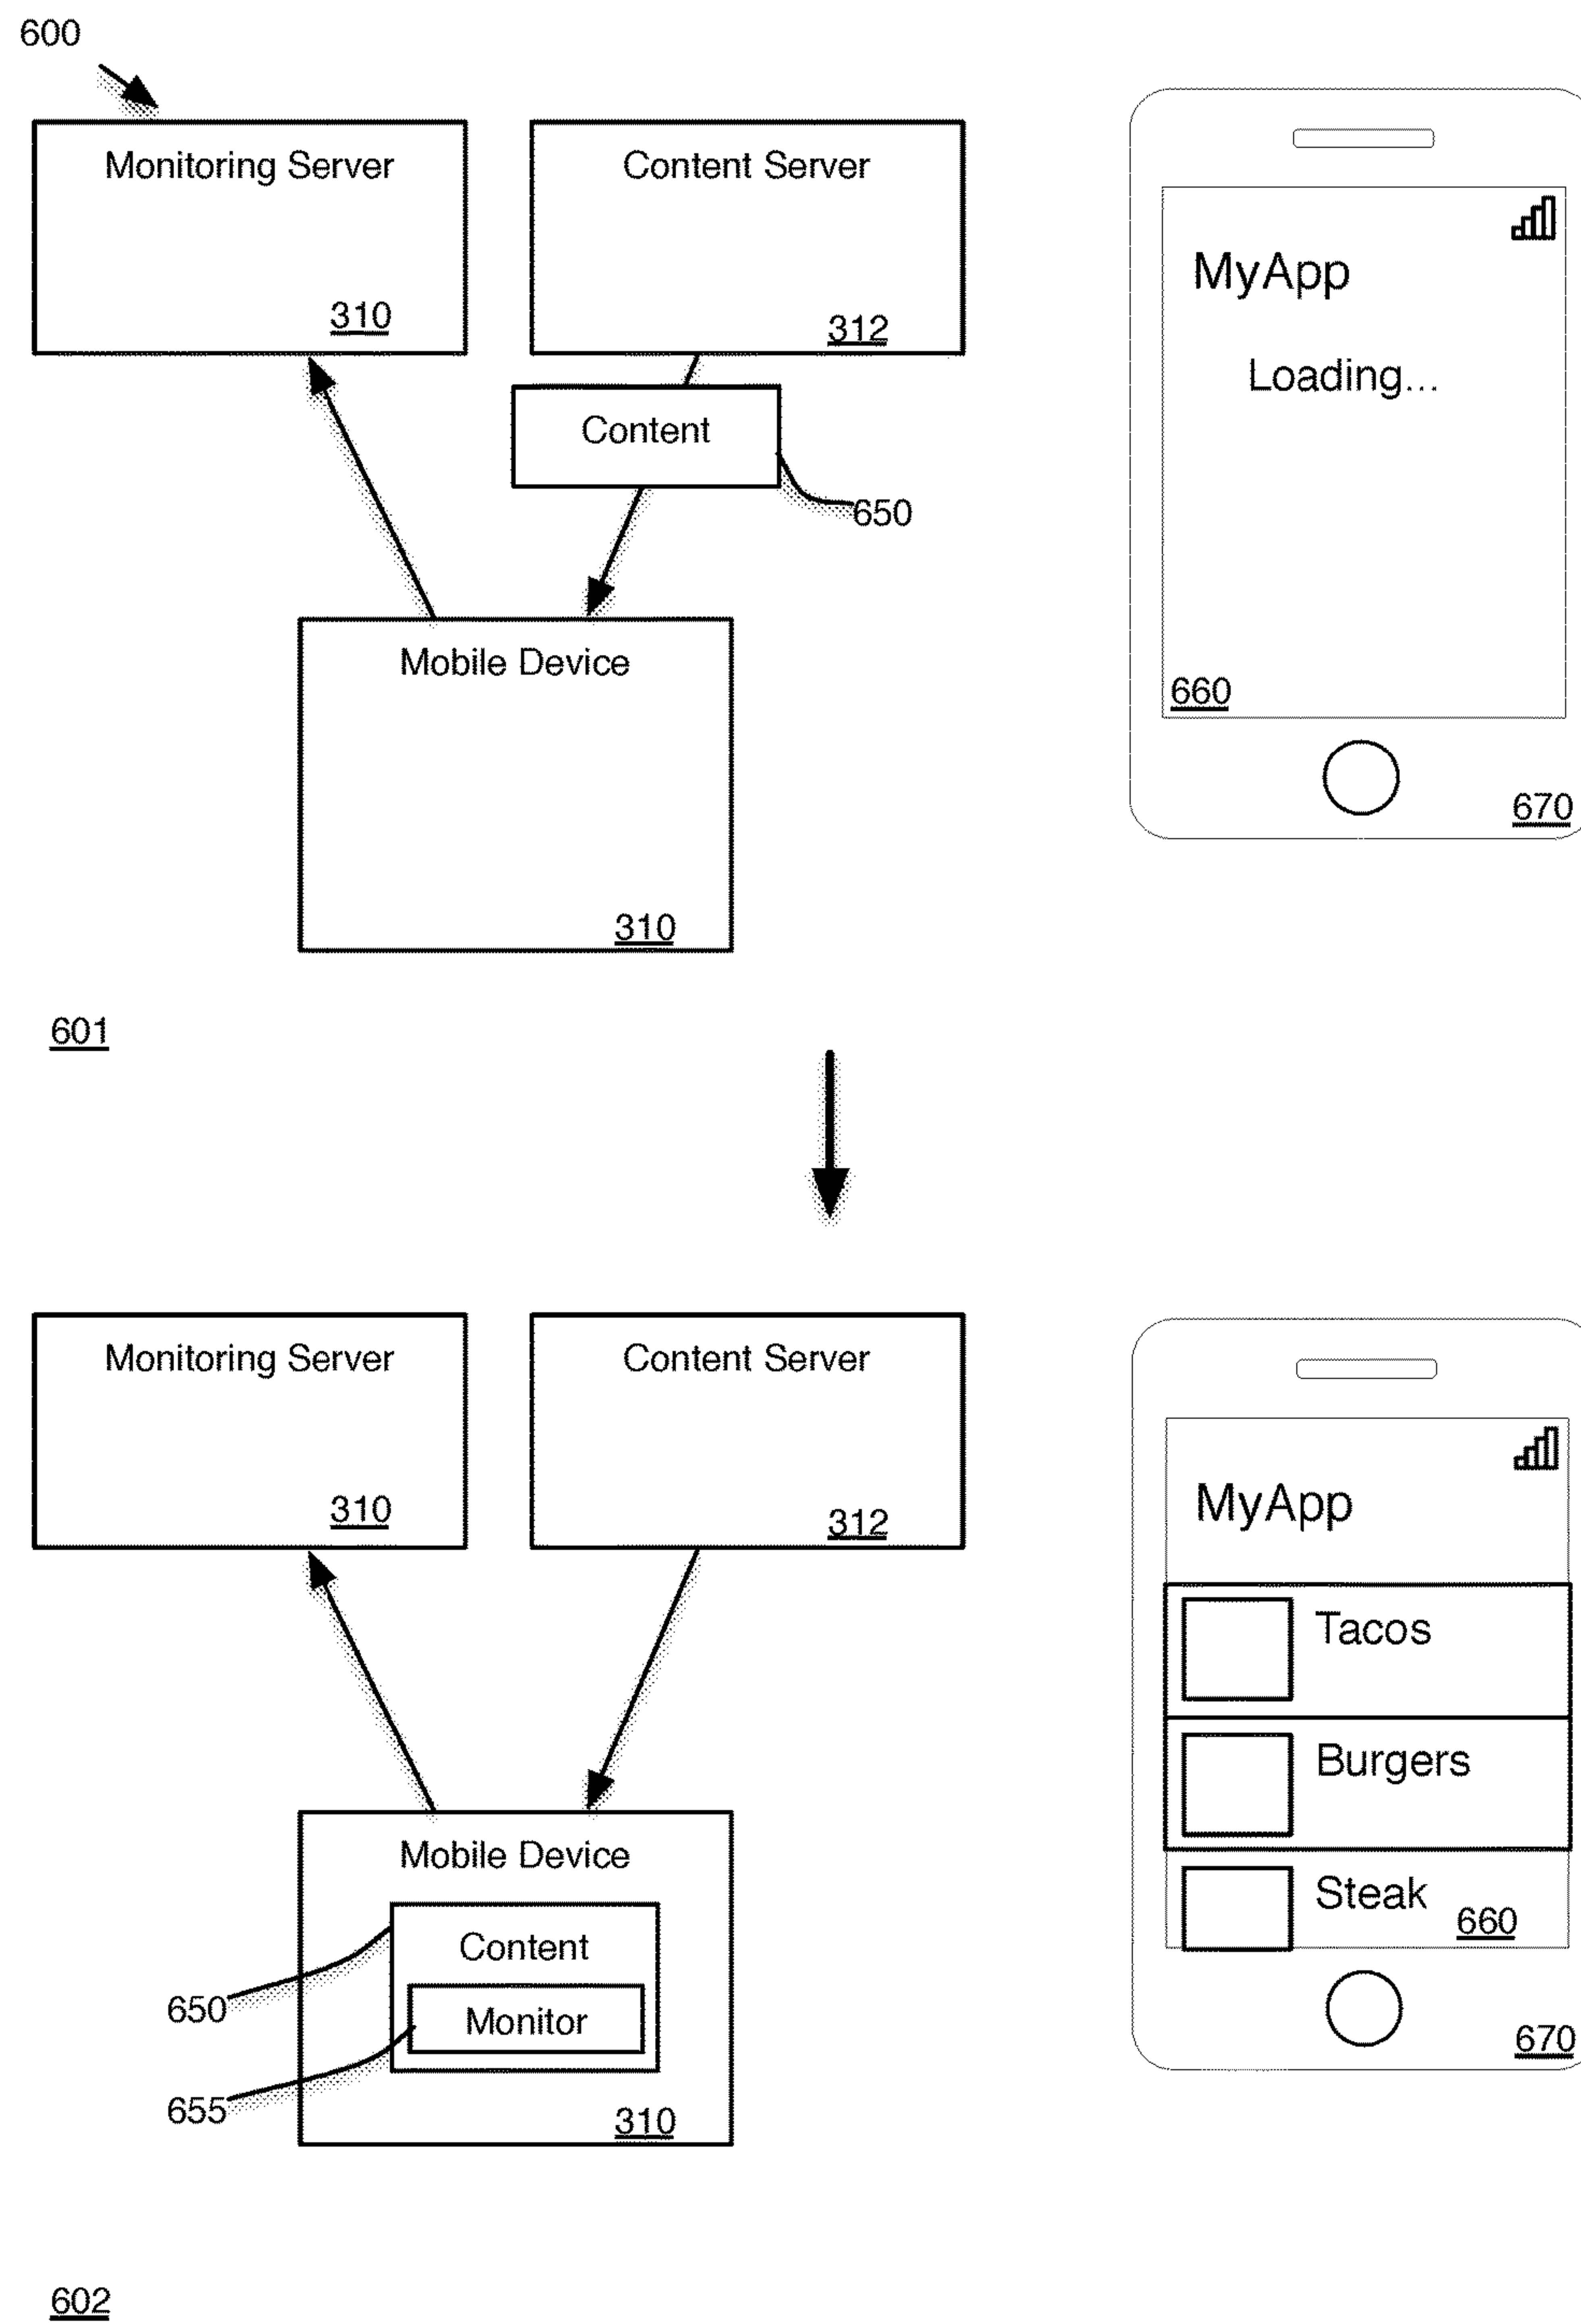 600
Monitoring Server
310
Content Server
312
Content
650
Mobile Device
310
MyApp
Loading...
660
670
601
Monitoring Server
310
Content Server
312
Mobile Device
Content
Monitor
650
655
310
MyApp
Tacos
Burgers
Steak
660
670
602